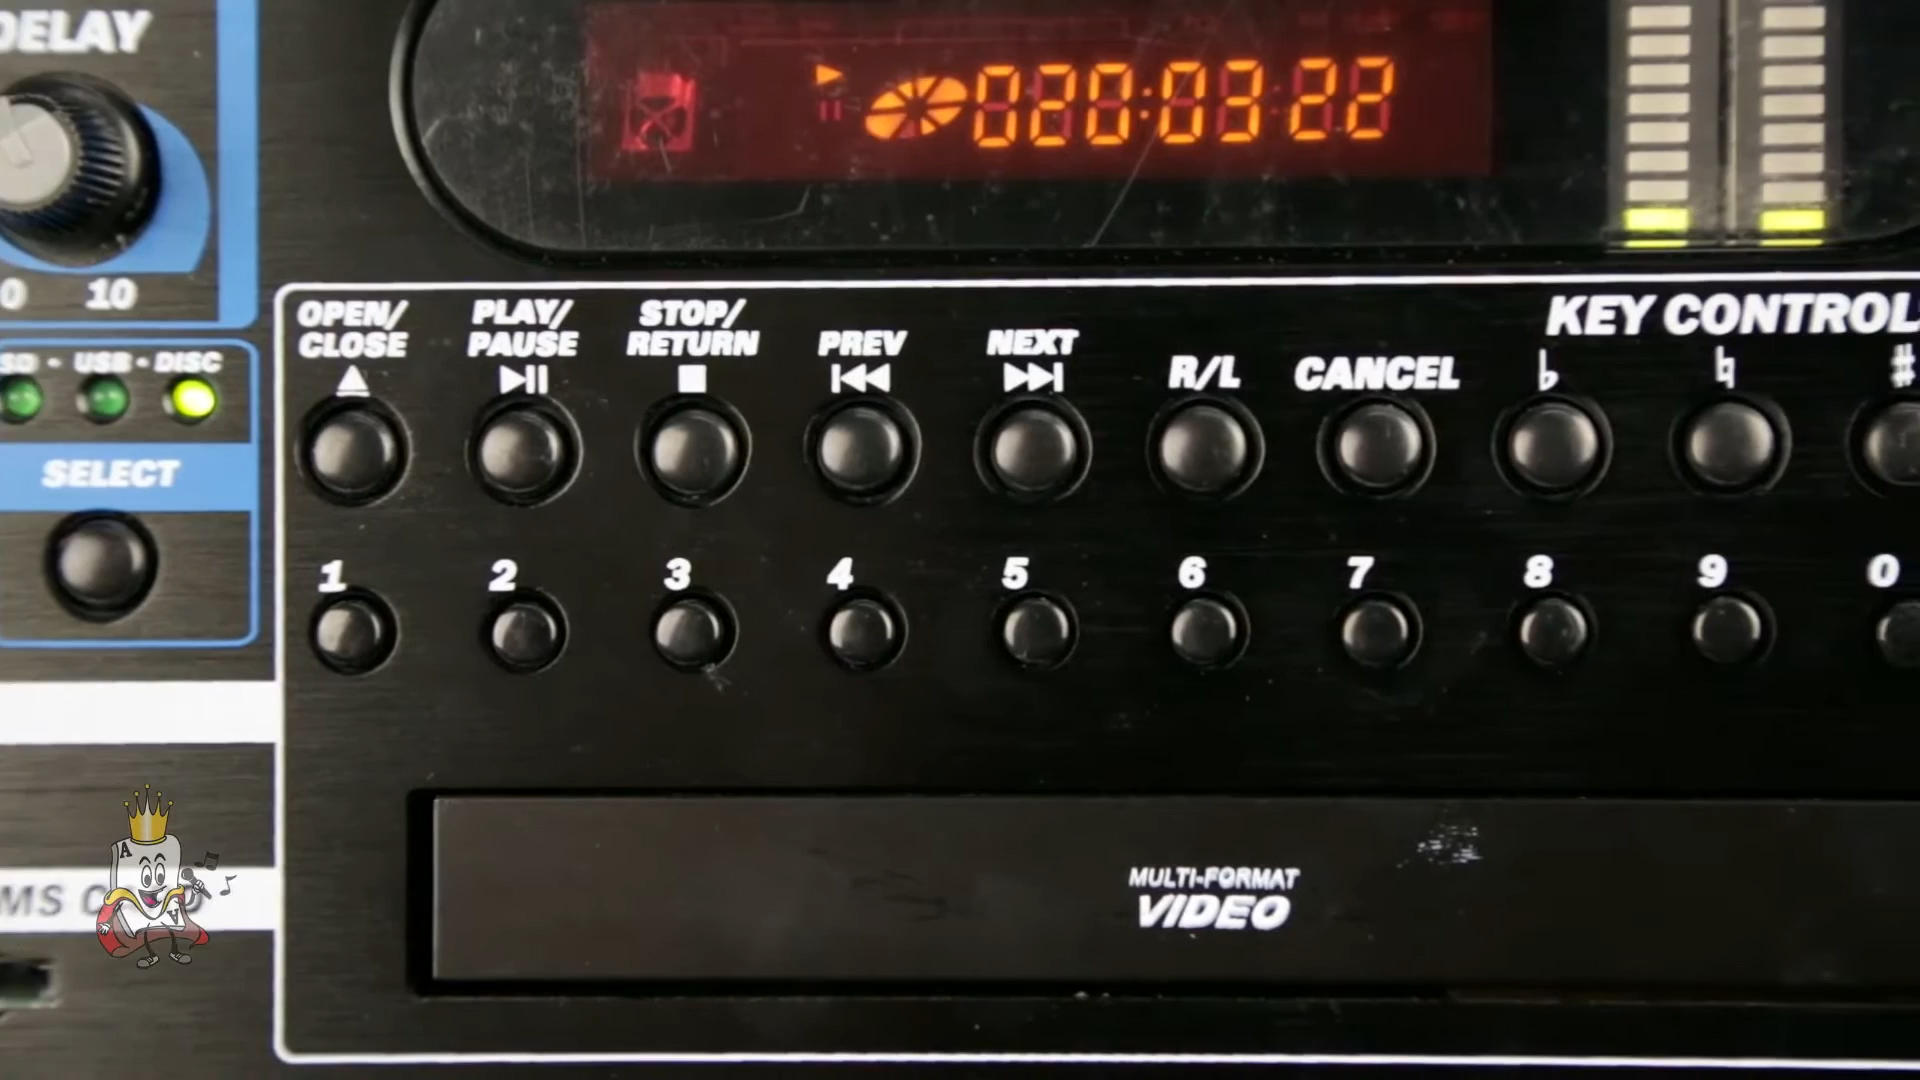 DELAY
020:03 22
0 10
SD - USB - DISC
SELECT
OPEN/
CLOSE
PLAY/
PAUSE
STOP/
RETURN
PREV
NEXT
R/L
CANCEL
KEY CONTROL
♭ ♮ #
1 2 3 4 5 6 7 8 9 0
MULTI-FORMAT
VIDEO
A
A